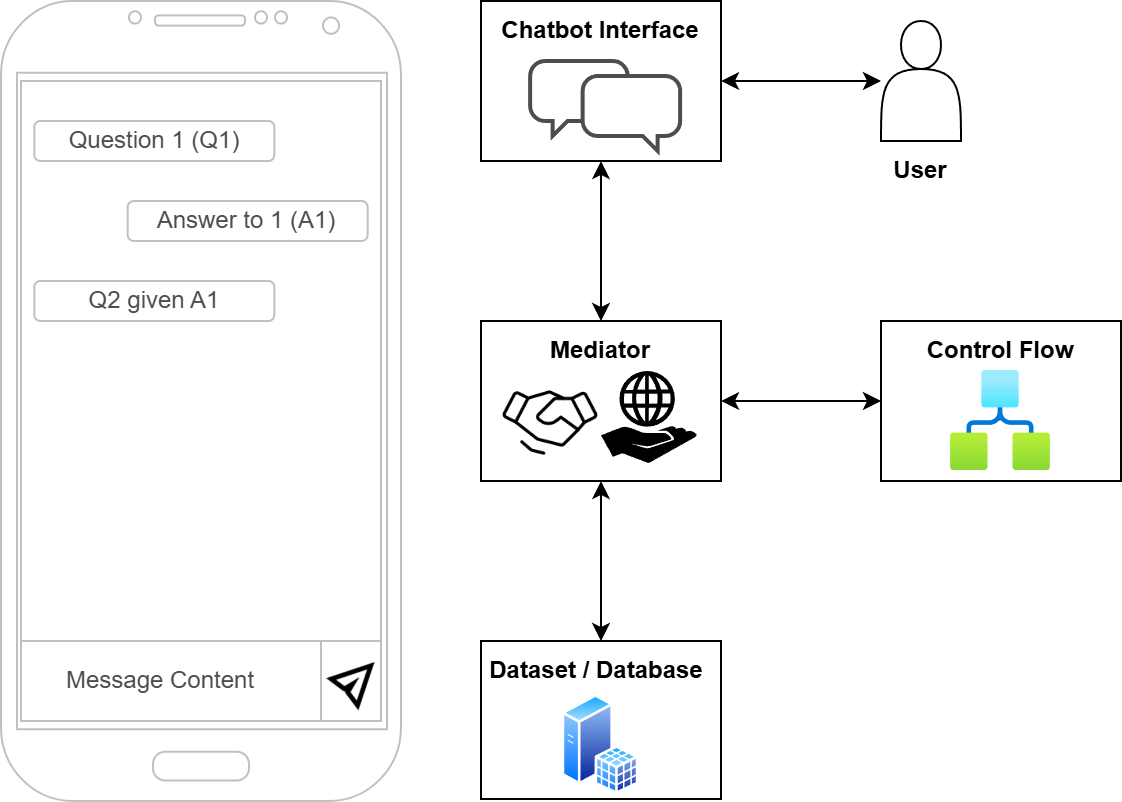 Question 1 (Q1)
Answer to 1 (A1)
Q2 given A1
Message Content
Chatbot Interface
User
Mediator
Control Flow
Dataset / Database